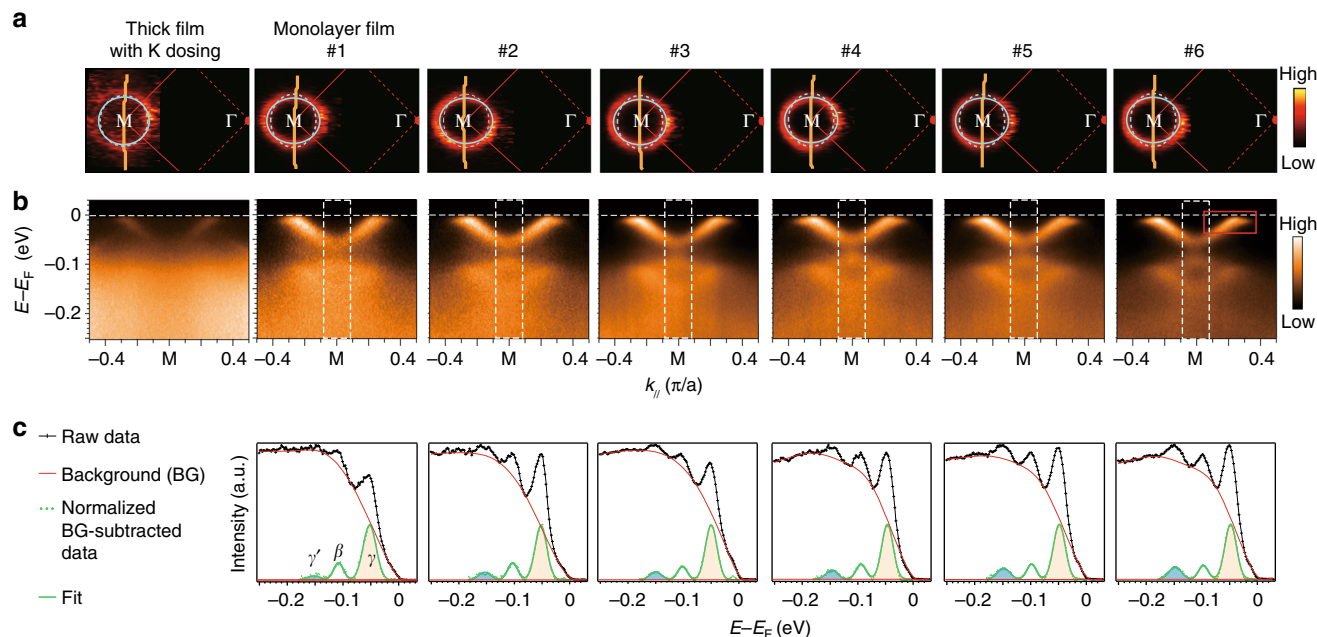 a
Thick film
with K dosing
Monolayer film
#1
#2
#3
#4
#5
#6
M Γ
M Γ
M Γ
M Γ
M Γ
M Γ
M Γ
High
Low
b
E–E_F (eV)
0
–0.1
–0.2
–0.4 M 0.4
–0.4 M 0.4
–0.4 M 0.4
–0.4 M 0.4
–0.4 M 0.4
–0.4 M 0.4
–0.4 M 0.4
k_// (π/a)
High
Low
c
Raw data
Background (BG)
Normalized
BG-subtracted
data
Fit
Intensity (a.u.)
γ′ β γ
–0.2 –0.1 0
–0.2 –0.1 0
–0.2 –0.1 0
–0.2 –0.1 0
–0.2 –0.1 0
–0.2 –0.1 0
E–E_F (eV)